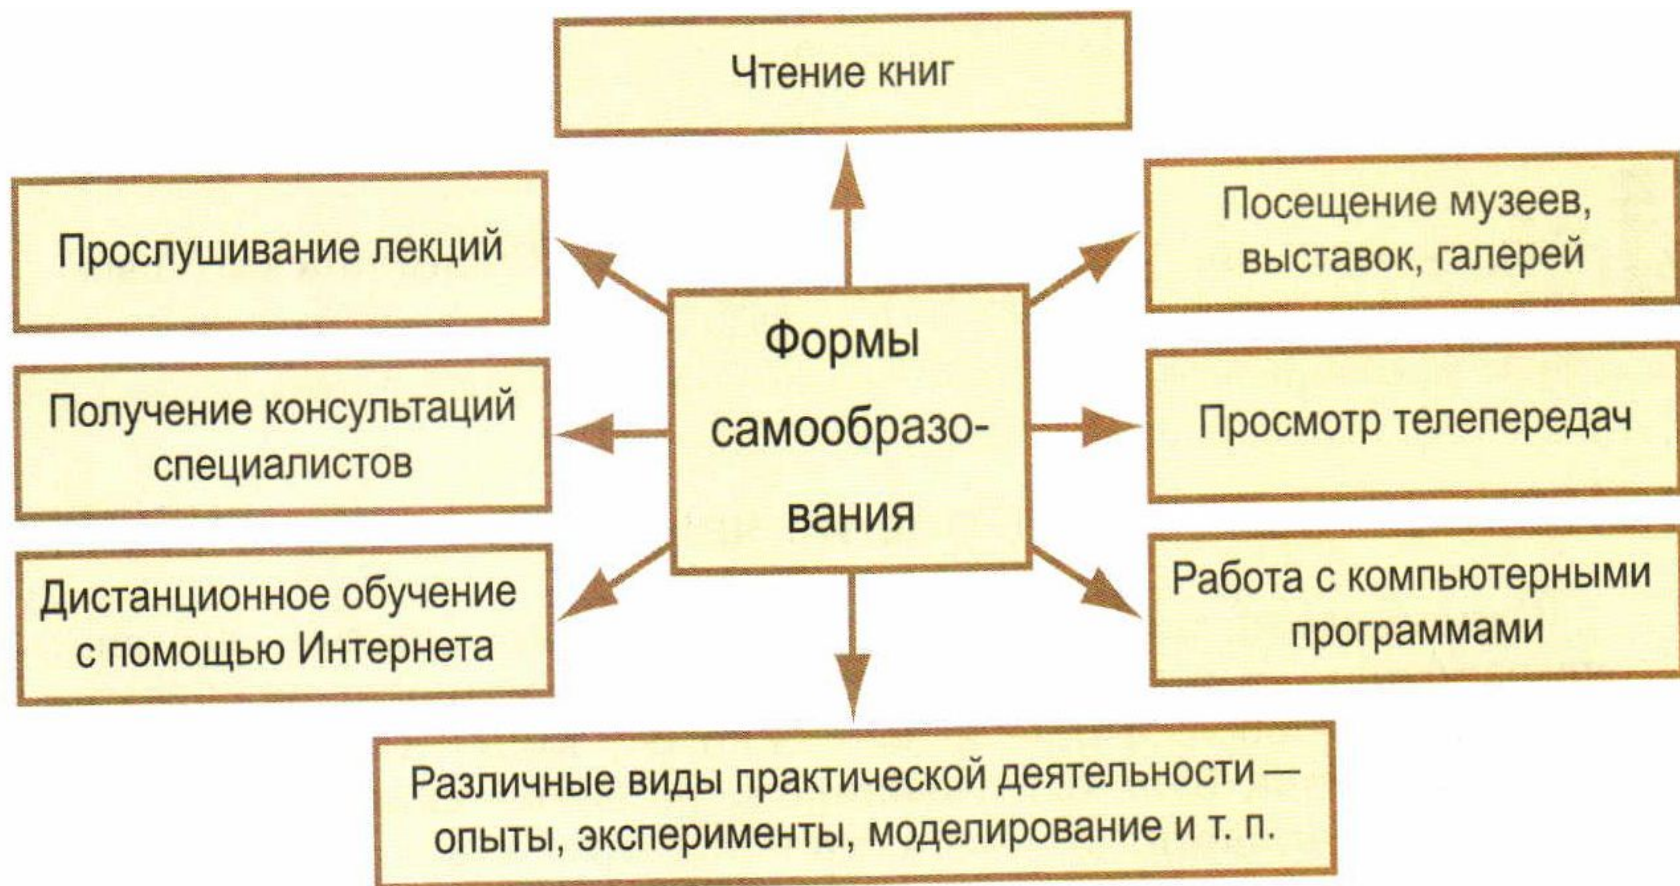 Чтение книг
Прослушивание лекций
Посещение музеев,
выставок, галерей
Формы
самообразо-
вания
Получение консультаций
специалистов
Просмотр телепередач
Дистанционное обучение
с помощью Интернета
Работа с компьютерными
программами
Различные виды практической деятельности —
опыты, эксперименты, моделирование и т. п.